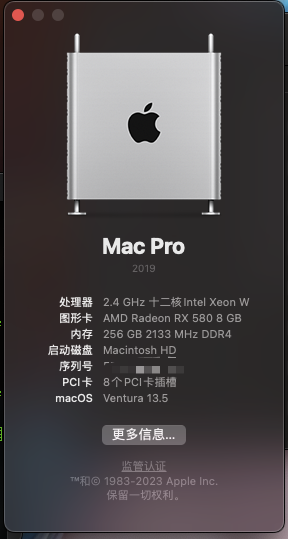 Mac Pro
2019
处理器 2.4 GHz 十二核Intel Xeon W
图形卡 AMD Radeon RX 580 8 GB
内存 256 GB 2133 MHz DDR4
启动磁盘 Macintosh HD
序列号
PCI卡 8个PCI卡插槽
macOS Ventura 13.5
更多信息...
监管认证
™和© 1983-2023 Apple Inc.
保留一切权利。